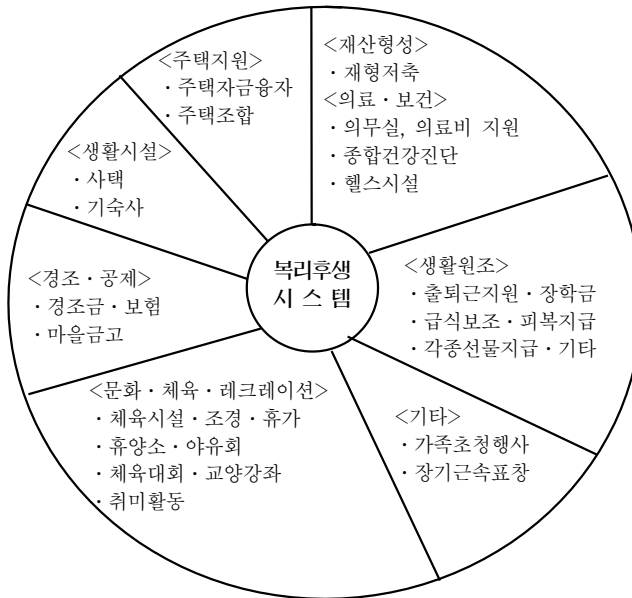 <주택지원>
· 주택자금융자
· 주택조합
<재산형성>
· 재형저축
<의료·보건>
· 의무실, 의료비 지원
· 종합건강진단
· 헬스시설
<생활시설>
· 사택
· 기숙사
복리후생
시 스 템
<생활원조>
· 출퇴근지원 · 장학금
· 급식보조 · 피복지급
· 각종선물지급 · 기타
<경조 · 공제>
· 경조금 · 보험
· 마을금고
<문화 · 체육 · 레크레이션>
· 체육시설 · 조경 · 휴가
· 휴양소 · 야유회
· 체육대회 · 교양강좌
· 취미활동
<기타>
· 가족초청행사
· 장기근속표창